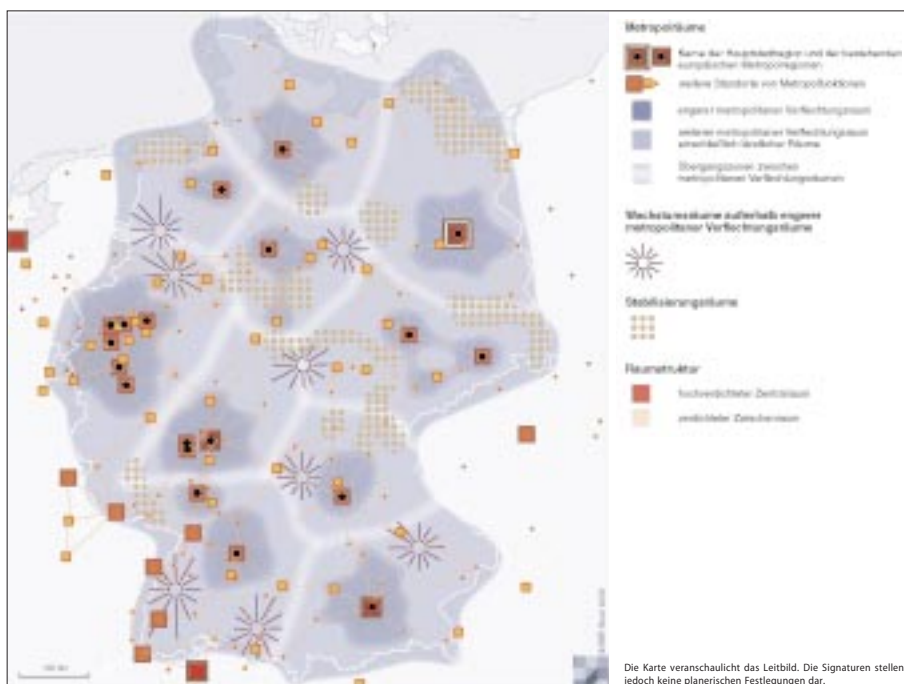 Metropolräume
Kerne der Hauptstadtregion und der bestehenden
europäischen Metropolregionen
weitere Standorte von Metropolfunktionen
engerer metropolitaner Verflechtungsraum
weiterer metropolitaner Verflechtungsraum
einschließlich ländlicher Räume
Übergangszonen zwischen
metropolitanen Verflechtungsräumen
Wachstumsräume außerhalb engerer
metropolitaner Verflechtungsräume
Stabilisierungsräume
Raumstruktur
hochverdichteter Zentralraum
verdichteter Zwischenraum
Die Karte veranschaulicht das Leitbild. Die Signaturen stellen
jedoch keine planerischen Festlegungen dar.